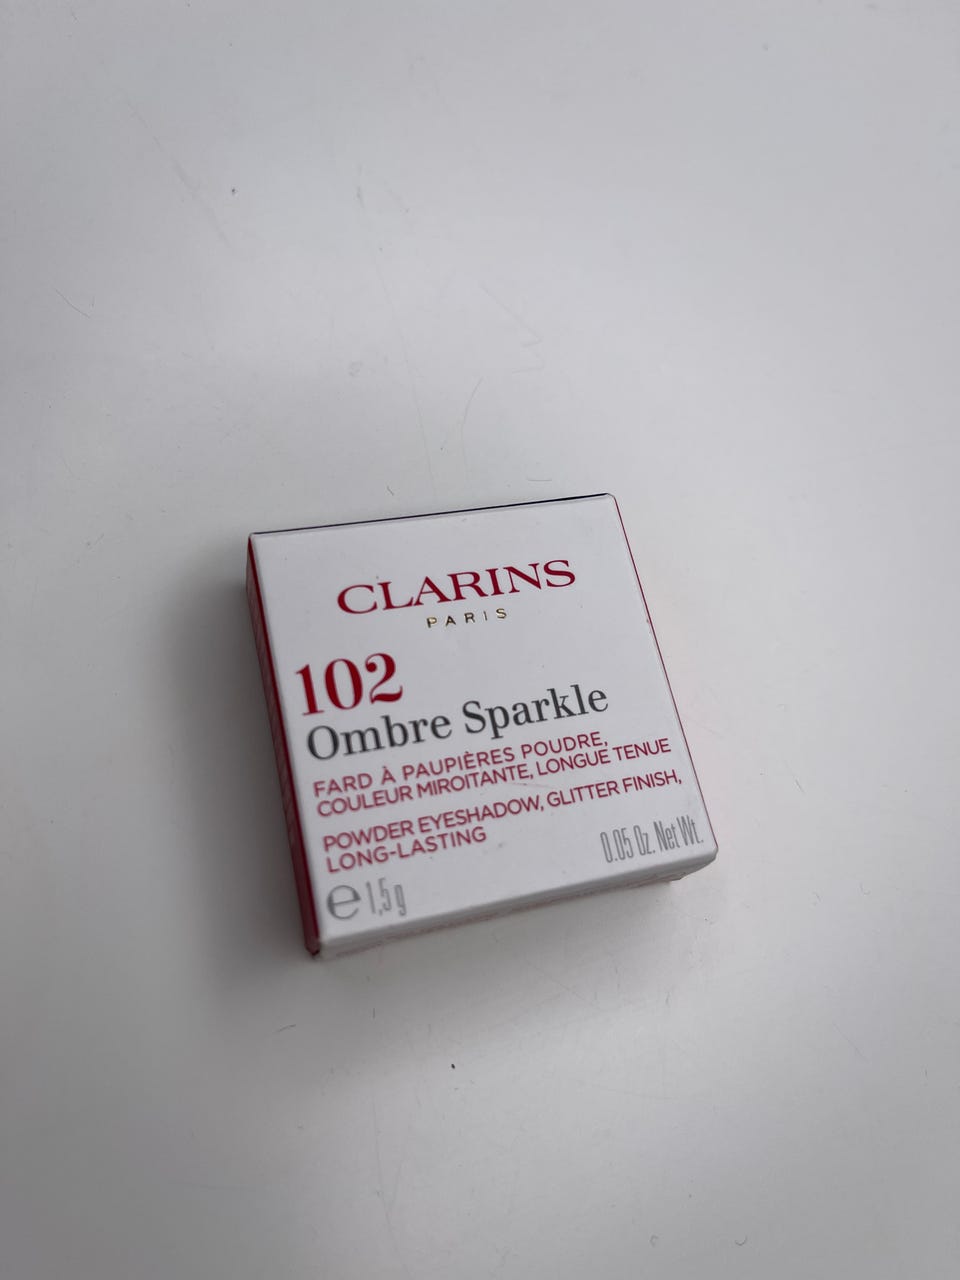 CLARINS
PARIS
102
Ombre Sparkle
FARD À PAUPIÈRES POUDRE,
COULEUR MIROITANTE, LONGUE TENUE
POWDER EYESHADOW, GLITTER FINISH,
LONG-LASTING
℮ 1,5 g
0.05 Oz. Net Wt.